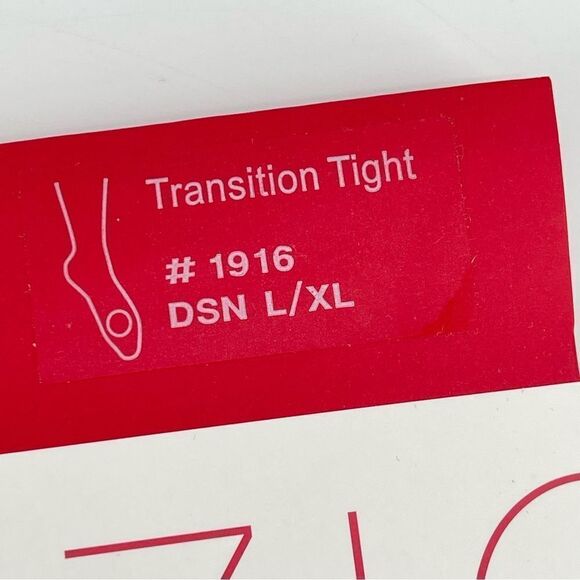 Transition Tight
# 1916
DSN L/XL